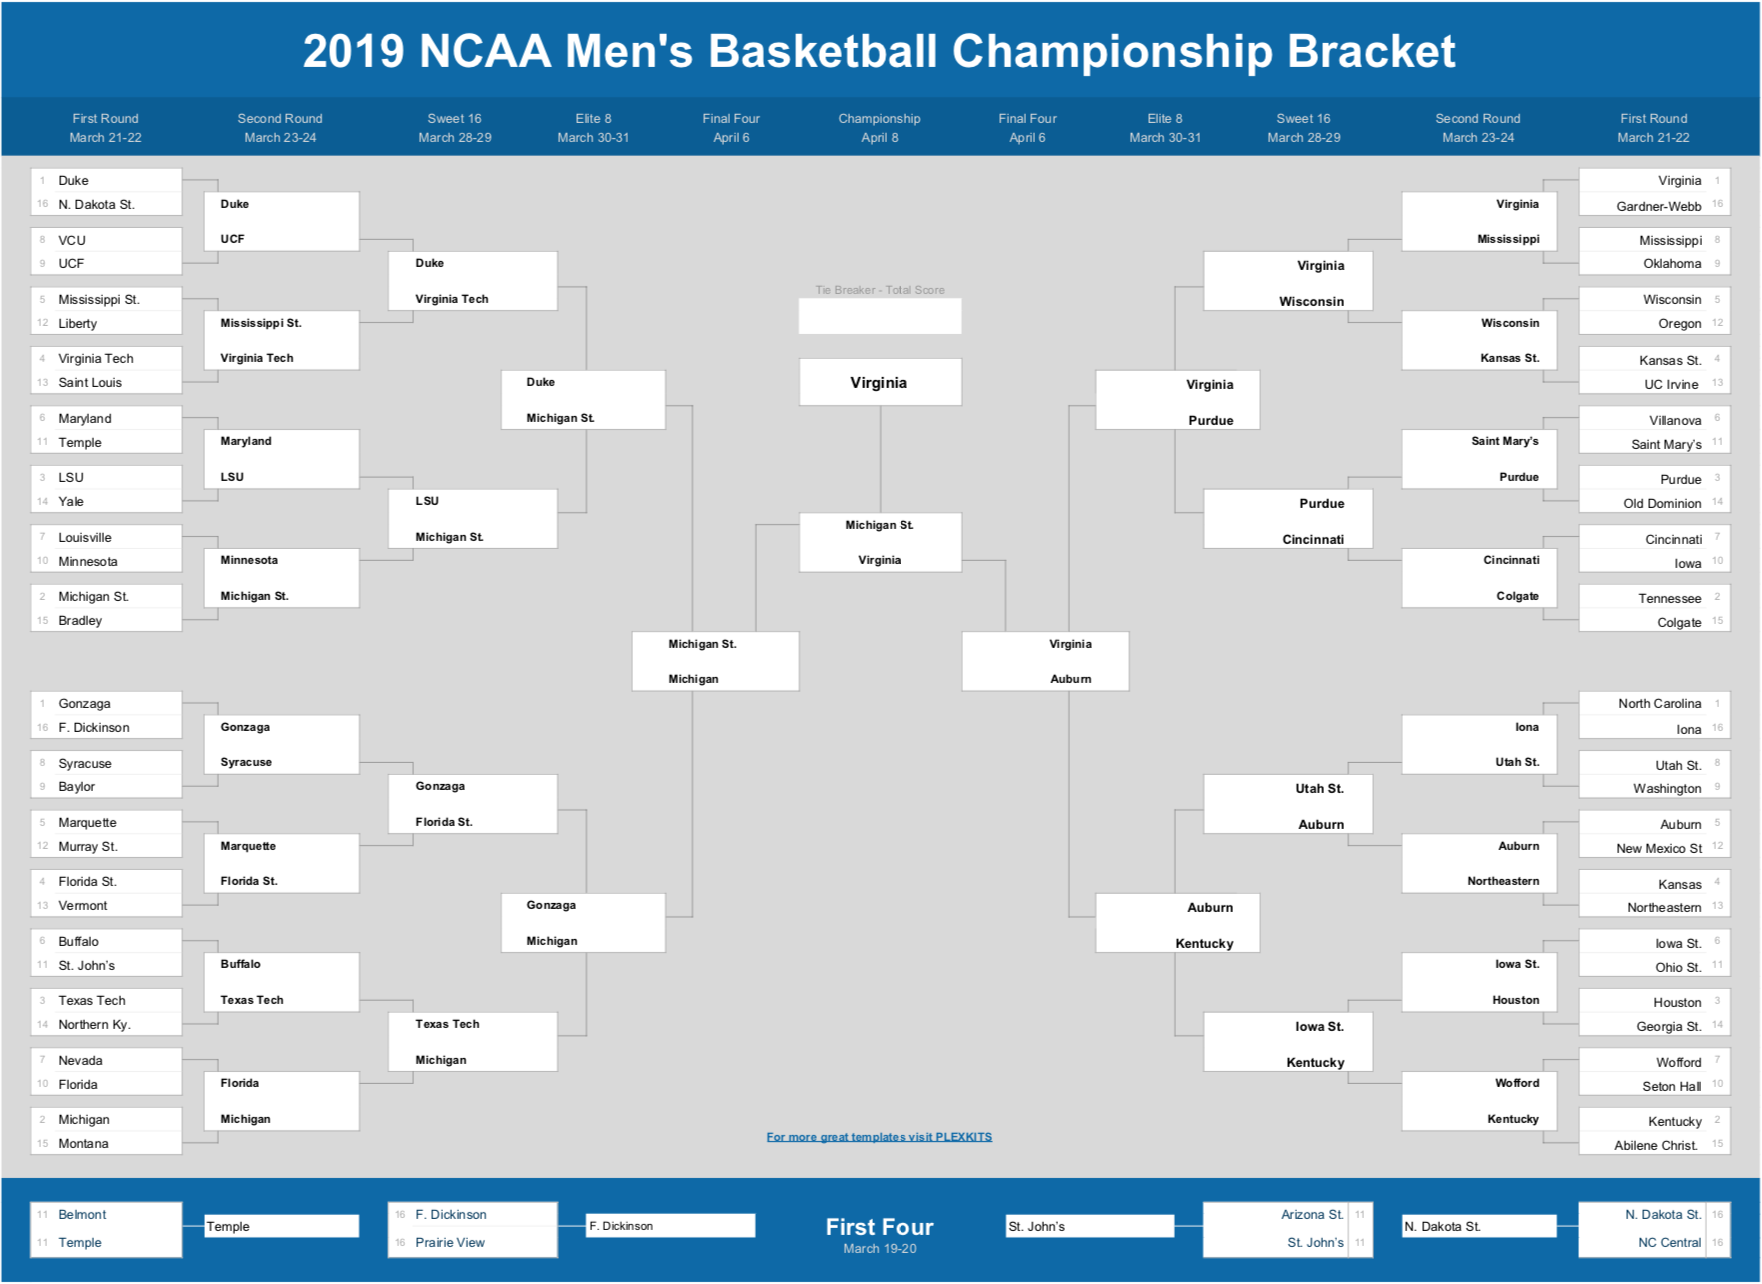 2019 NCAA Men's Basketball Championship Bracket
First Round Second Round Sweet 16 Elite 8 Final Four Championship Final Four Elite 8 Sweet 16 Second Round First Round
March 21-22 March 23-24 March 28-29 March 30-31 April 6 April 8 April 6 March 30-31 March 28-29 March 23-24 March 21-22
1 Duke
16 N. Dakota St.
8 VCU
9 UCF
5 Mississippi St.
12 Liberty
4 Virginia Tech
13 Saint Louis
6 Maryland
11 Temple
3 LSU
14 Yale
7 Louisville
10 Minnesota
2 Michigan St.
15 Bradley
1 Gonzaga
16 F. Dickinson
8 Syracuse
9 Baylor
5 Marquette
12 Murray St.
4 Florida St.
13 Vermont
6 Buffalo
11 St. John's
3 Texas Tech
14 Northern Ky.
7 Nevada
10 Florida
2 Michigan
15 Montana
Duke
UCF
Mississippi St.
Virginia Tech
Maryland
LSU
Minnesota
Michigan St.
Gonzaga
Syracuse
Marquette
Florida St.
Buffalo
Texas Tech
Florida
Michigan
Duke
Virginia Tech
LSU
Michigan St.
Gonzaga
Florida St.
Texas Tech
Michigan
Duke
Michigan St.
Gonzaga
Michigan
Michigan St.
Michigan
Tie Breaker - Total Score
Virginia
Michigan St.
Virginia
For more great templates visit PLEXKITS
Virginia
Auburn
Virginia
Purdue
Auburn
Kentucky
Virginia
Wisconsin
Purdue
Cincinnati
Utah St.
Auburn
Iowa St.
Kentucky
Virginia
Mississippi
Wisconsin
Kansas St.
Saint Mary's
Purdue
Cincinnati
Colgate
Iona
Utah St.
Auburn
Northeastern
Iowa St.
Houston
Wofford
Kentucky
Virginia 1
Gardner-Webb 16
Mississippi 8
Oklahoma 9
Wisconsin 5
Oregon 12
Kansas St. 4
UC Irvine 13
Villanova 6
Saint Mary's 11
Purdue 3
Old Dominion 14
Cincinnati 7
Iowa 10
Tennessee 2
Colgate 15
North Carolina 1
Iona 16
Utah St. 8
Washington 9
Auburn 5
New Mexico St 12
Kansas 4
Northeastern 13
Iowa St. 6
Ohio St. 11
Houston 3
Georgia St. 14
Wofford 7
Seton Hall 10
Kentucky 2
Abilene Christ. 15
11 Belmont
11 Temple
Temple
16 F. Dickinson
16 Prairie View
F. Dickinson
First Four
March 19-20
St. John's
Arizona St. 11
St. John's 11
N. Dakota St.
N. Dakota St. 16
NC Central 16